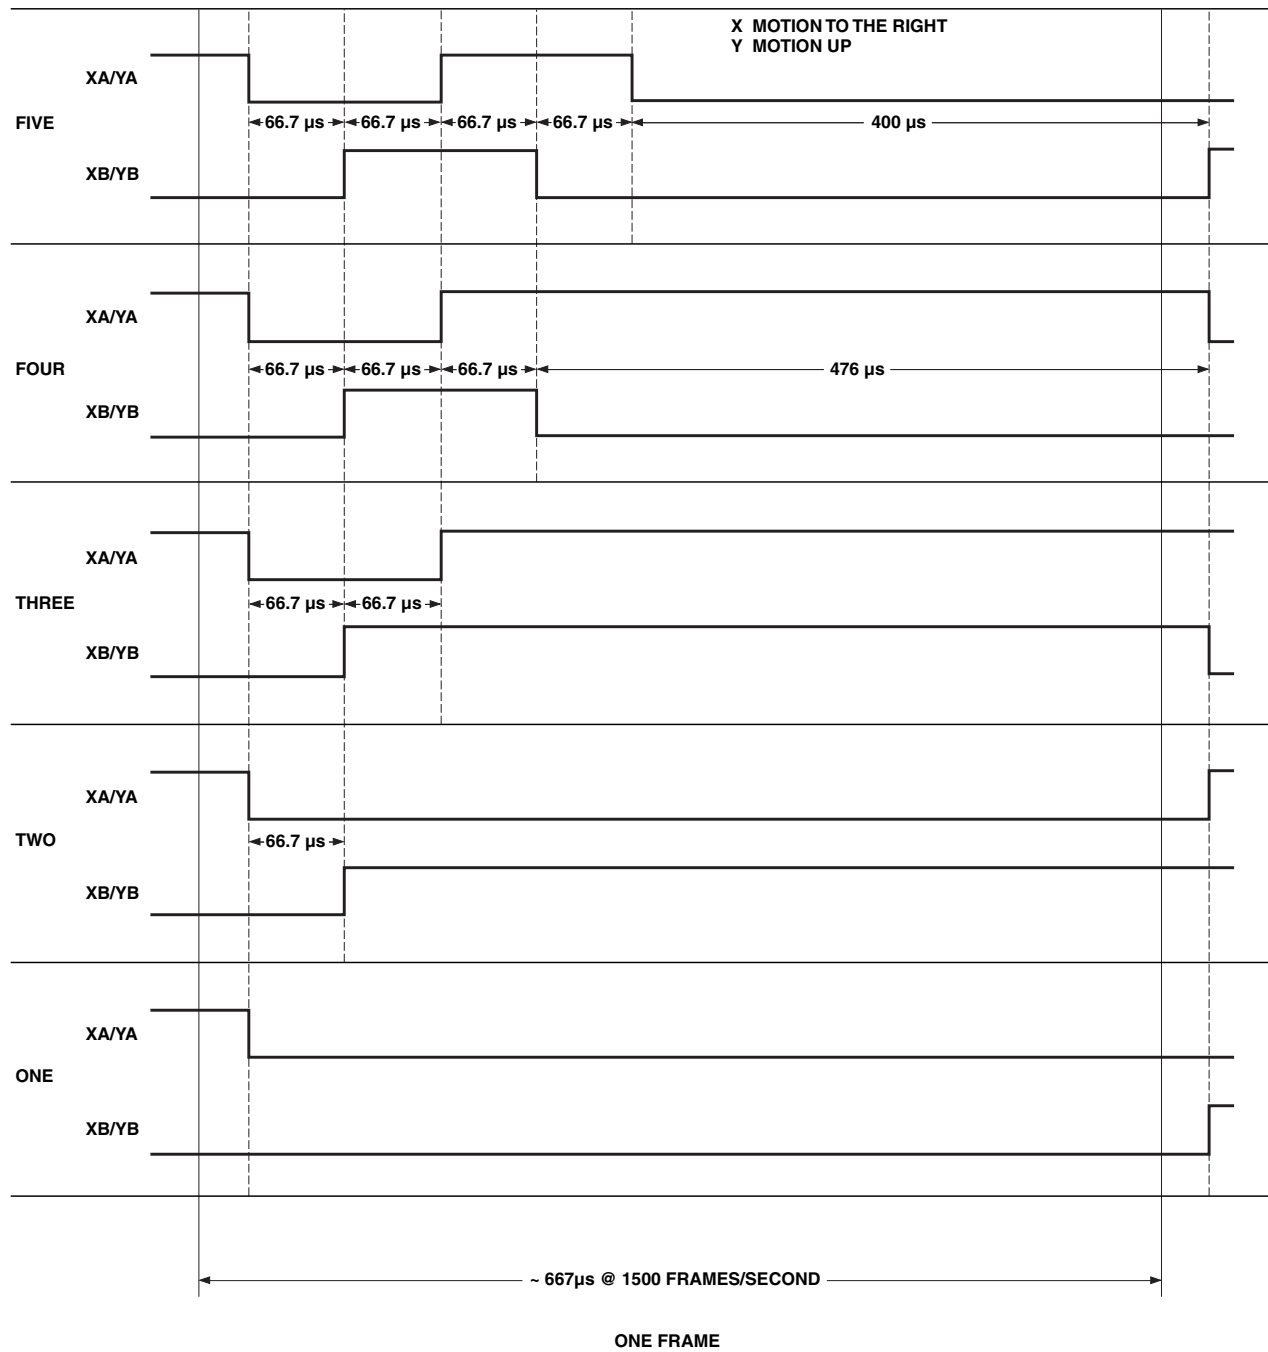 X MOTION TO THE RIGHT
Y MOTION UP
XA/YA
FIVE
66.7 µs 66.7 µs 66.7 µs 66.7 µs 400 µs
XB/YB
XA/YA
FOUR
66.7 µs 66.7 µs 66.7 µs 476 µs
XB/YB
XA/YA
THREE
66.7 µs 66.7 µs
XB/YB
XA/YA
TWO
66.7 µs
XB/YB
XA/YA
ONE
XB/YB
~ 667µs @ 1500 FRAMES/SECOND
ONE FRAME